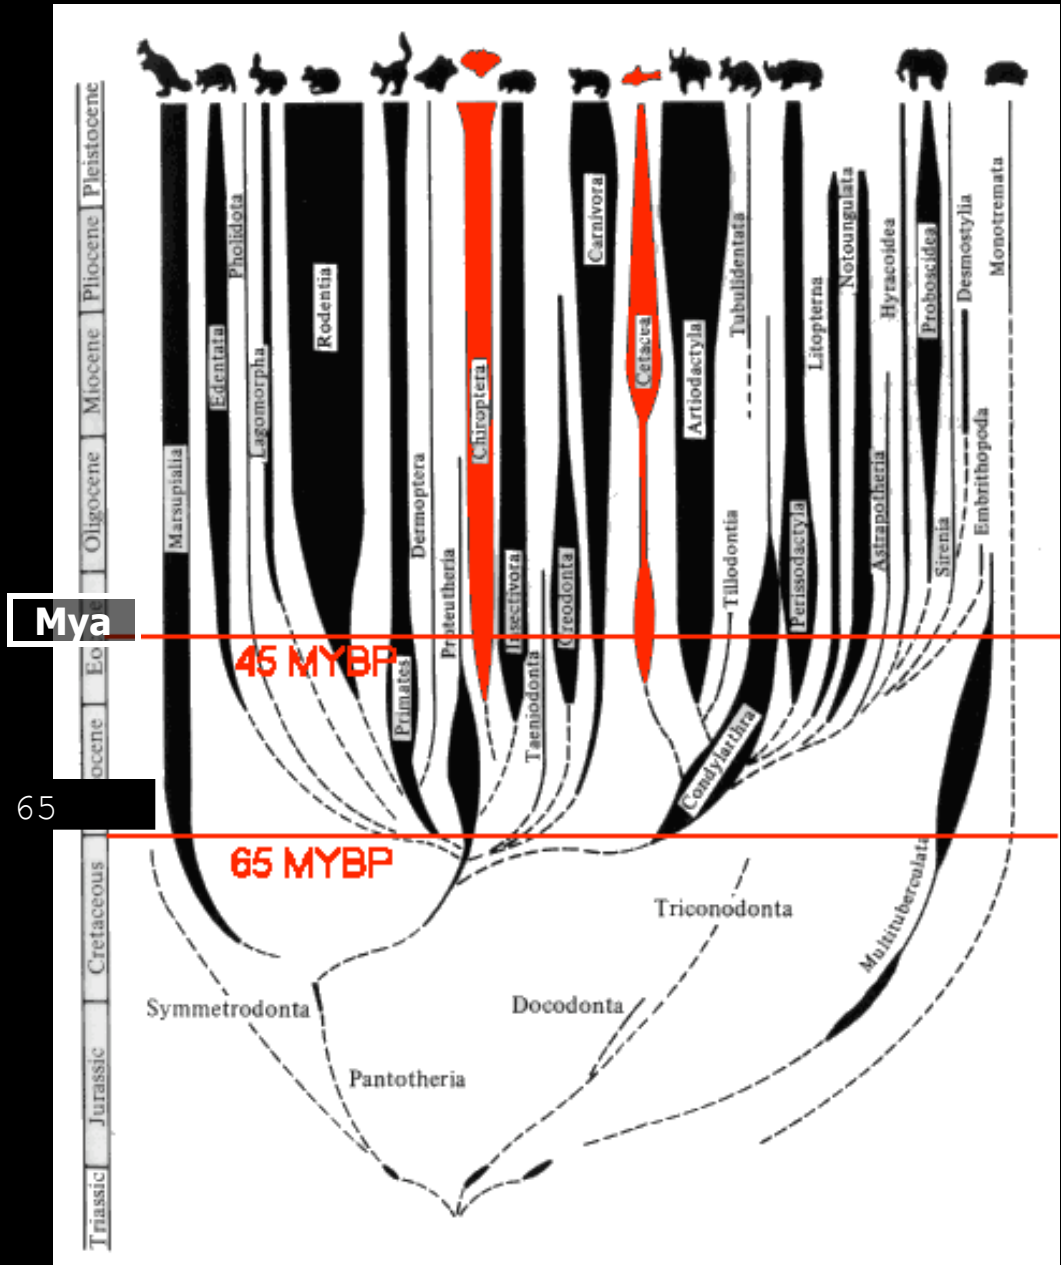 Pleistocene
Pliocene
Miocene
Oligocene
Eo e
ocene
Cretaceous
Jurassic
Triassic
Mya
65
45 MYBP
65 MYBP
Marsupialia
Edentata
Pholidota
Lagomorpha
Rodentia
Primates
Dermoptera
Proteutheria
Chiroptera
Insectivora
Taeniodonta
Creodonta
Carnivora
Cetacea
Artiodactyla
Tillodontia
Condylarthra
Tubulidentata
Perissodactyla
Litopterna
Notoungulata
Astrapotheria
Hyracoidea
Proboscidea
Sirenia
Desmostylia
Embrithopoda
Monotremata
Multituberculata
Triconodonta
Docodonta
Symmetrodonta
Pantotheria